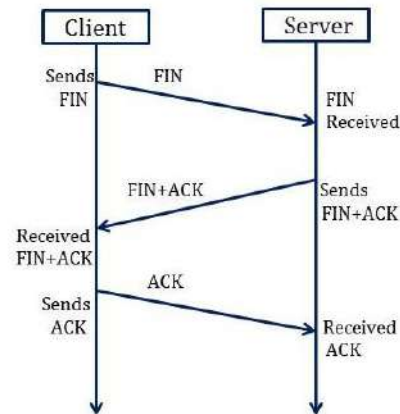 Client
Server
Sends
FIN
FIN
FIN
Received
FIN+ACK
Sends
FIN+ACK
Received
FIN+ACK
ACK
Sends
ACK
Received
ACK